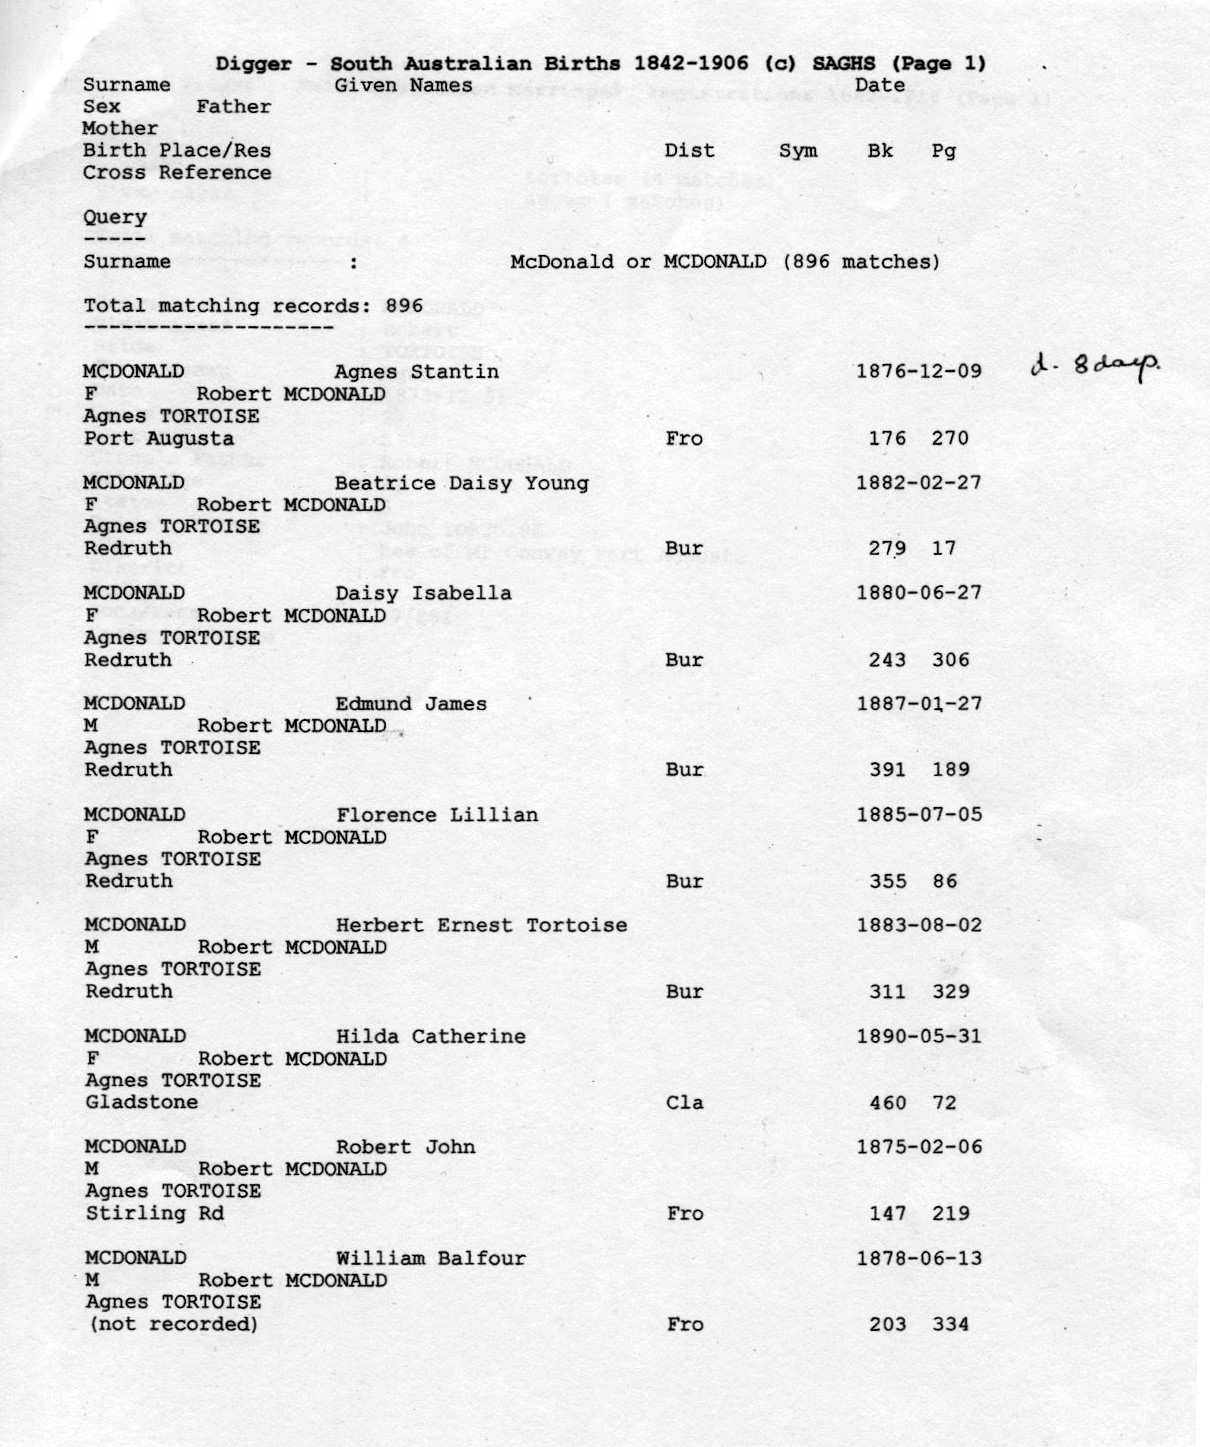 Digger - South Australian Births 1842-1906 (c) SAGHS (Page 1)
Surname Given Names Date
Sex Father
Mother
Birth Place/Res Dist Sym Bk Pg
Cross Reference
Query
-----
Surname : McDonald or MCDONALD (896 matches)
Total matching records: 896
--------------------
MCDONALD Agnes Stantin 1876-12-09 d. 8 days.
F Robert MCDONALD
Agnes TORTOISE
Port Augusta Fro 176 270
MCDONALD Beatrice Daisy Young 1882-02-27
F Robert MCDONALD
Agnes TORTOISE
Redruth Bur 279 17
MCDONALD Daisy Isabella 1880-06-27
F Robert MCDONALD
Agnes TORTOISE
Redruth Bur 243 306
MCDONALD Edmund James 1887-01-27
M Robert MCDONALD
Agnes TORTOISE
Redruth Bur 391 189
MCDONALD Florence Lillian 1885-07-05
F Robert MCDONALD
Agnes TORTOISE
Redruth Bur 355 86
MCDONALD Herbert Ernest Tortoise 1883-08-02
M Robert MCDONALD
Agnes TORTOISE
Redruth Bur 311 329
MCDONALD Hilda Catherine 1890-05-31
F Robert MCDONALD
Agnes TORTOISE
Gladstone Cla 460 72
MCDONALD Robert John 1875-02-06
M Robert MCDONALD
Agnes TORTOISE
Stirling Rd Fro 147 219
MCDONALD William Balfour 1878-06-13
M Robert MCDONALD
Agnes TORTOISE
(not recorded) Fro 203 334